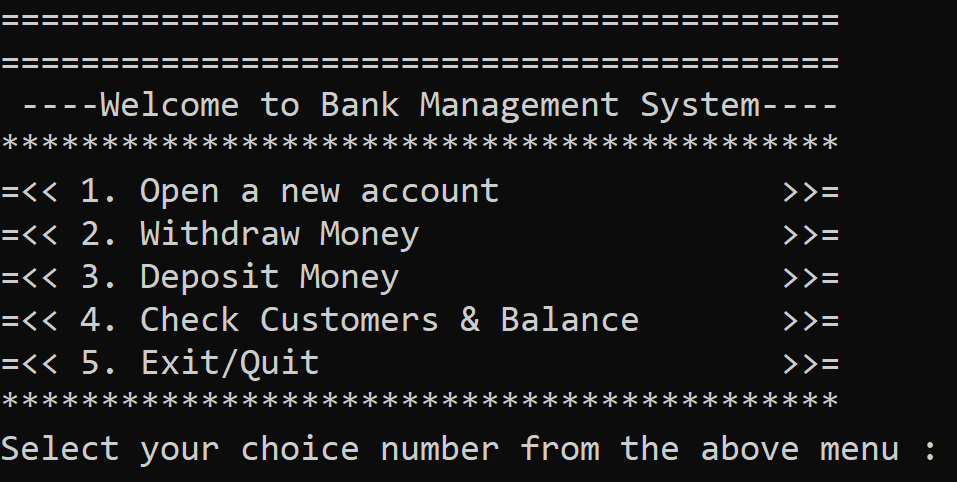 ==========================================
==========================================
 ----Welcome to Bank Management System----
******************************************
=<< 1. Open a new account              >>=
=<< 2. Withdraw Money                  >>=
=<< 3. Deposit Money                   >>=
=<< 4. Check Customers & Balance       >>=
=<< 5. Exit/Quit                       >>=
******************************************
Select your choice number from the above menu :